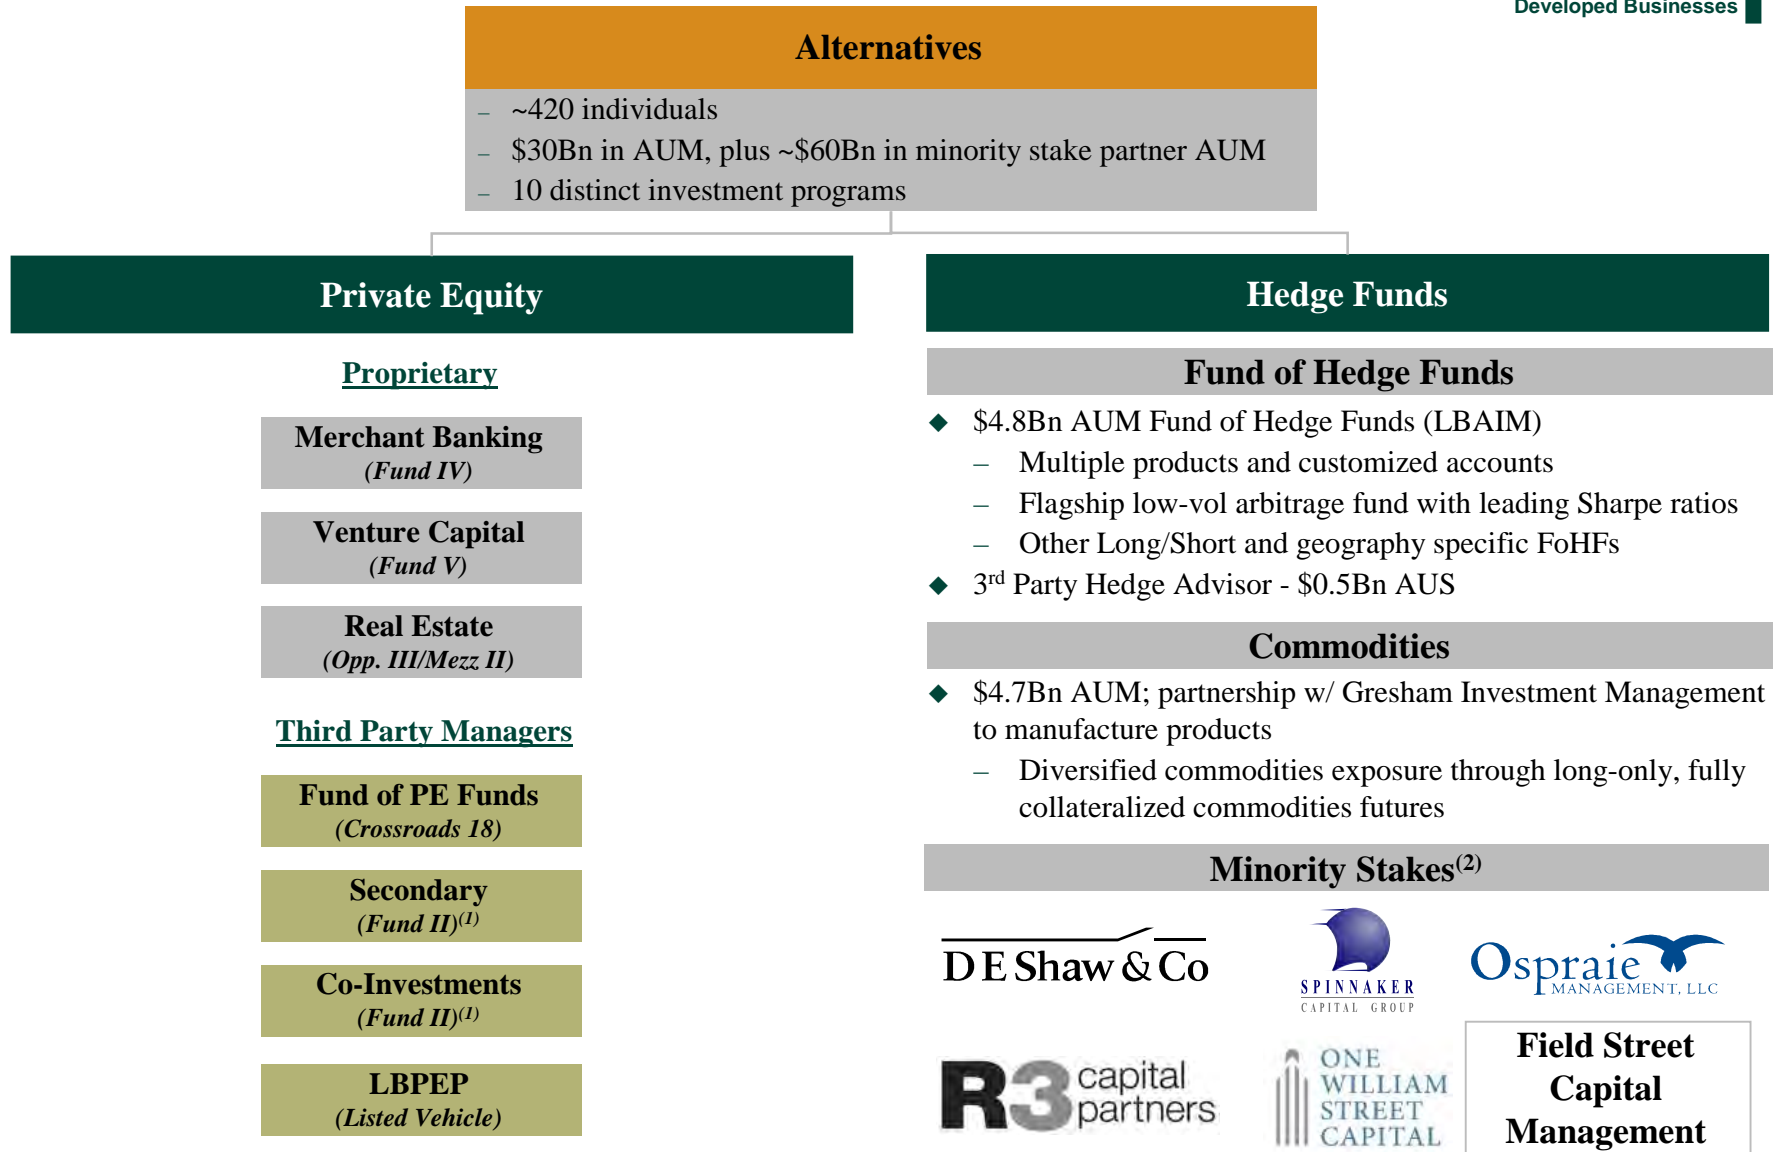 Developed Businesses
Alternatives
– ~420 individuals
– $30Bn in AUM, plus ~$60Bn in minority stake partner AUM
– 10 distinct investment programs
Private Equity
Proprietary
Merchant Banking
(Fund IV)
Venture Capital
(Fund V)
Real Estate
(Opp. III/Mezz II)
Third Party Managers
Fund of PE Funds
(Crossroads 18)
Secondary
(Fund II)(1)
Co-Investments
(Fund II)(1)
LBPEP
(Listed Vehicle)
Hedge Funds
Fund of Hedge Funds
◆ $4.8Bn AUM Fund of Hedge Funds (LBAIM)
– Multiple products and customized accounts
– Flagship low-vol arbitrage fund with leading Sharpe ratios
– Other Long/Short and geography specific FoHFs
◆ 3rd Party Hedge Advisor - $0.5Bn AUS
Commodities
◆ $4.7Bn AUM; partnership w/ Gresham Investment Management
to manufacture products
– Diversified commodities exposure through long-only, fully
collateralized commodities futures
Minority Stakes(2)
D E Shaw & Co
SPINNAKER
CAPITAL GROUP
Ospraie
MANAGEMENT, LLC
R3 capital
partners
ONE
WILLIAM
STREET
CAPITAL
Field Street
Capital
Management